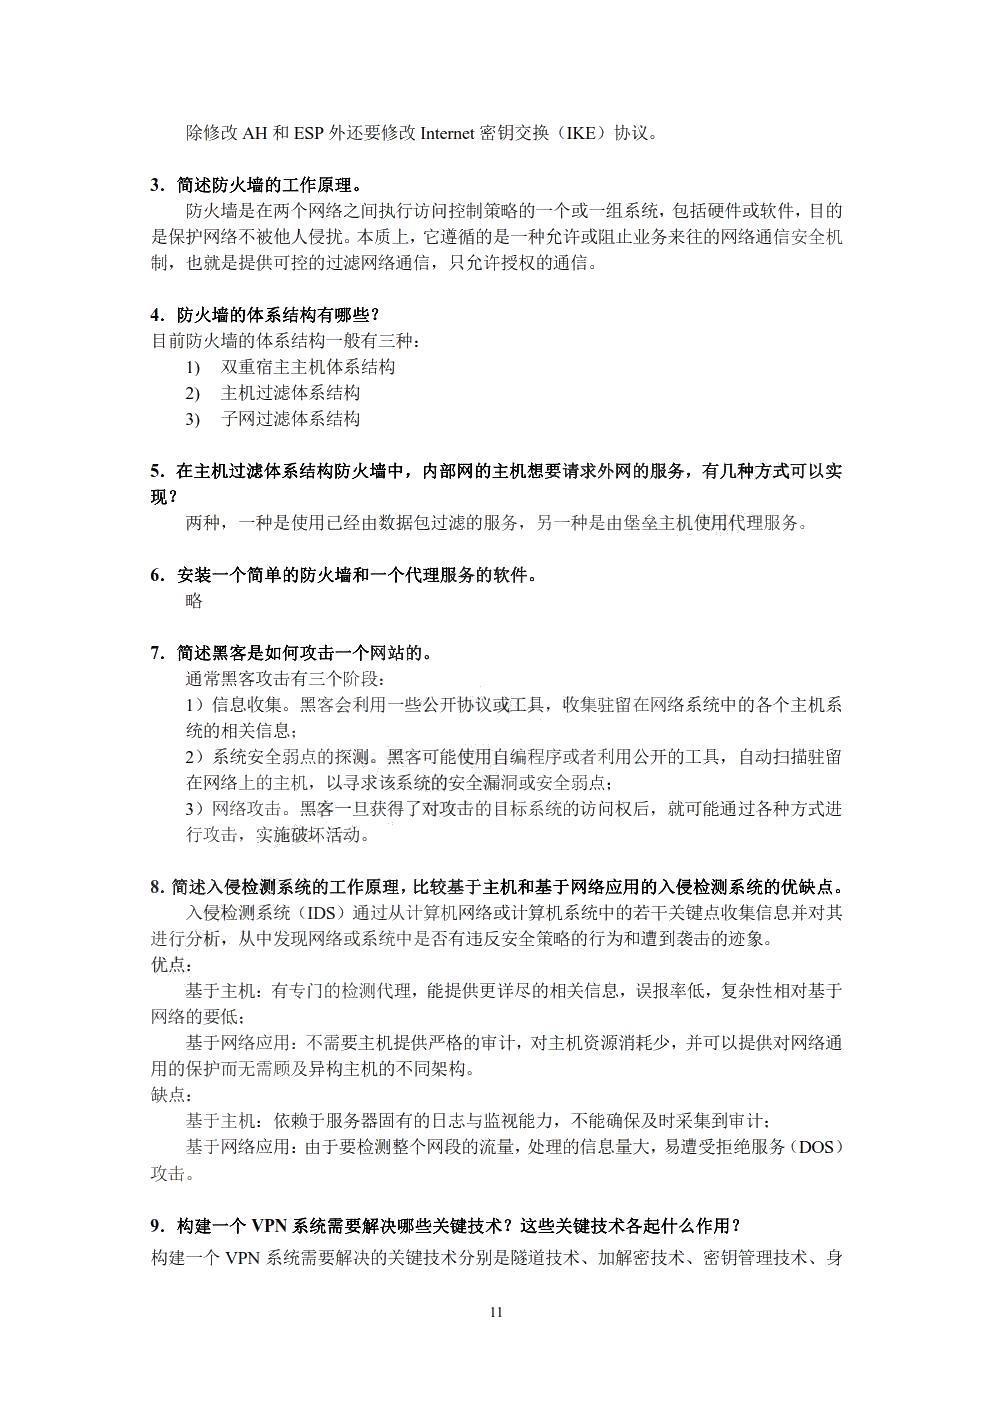 除修改 AH 和 ESP 外还要修改 Internet 密钥交换（IKE）协议。
3．简述防火墙的工作原理。
防火墙是在两个网络之间执行访问控制策略的一个或一组系统，包括硬件或软件，目的
是保护网络不被他人侵扰。本质上，它遵循的是一种允许或阻止业务来往的网络通信安全机
制，也就是提供可控的过滤网络通信，只允许授权的通信。
4．防火墙的体系结构有哪些？
目前防火墙的体系结构一般有三种：
1) 双重宿主主机体系结构
2) 主机过滤体系结构
3) 子网过滤体系结构
5．在主机过滤体系结构防火墙中，内部网的主机想要请求外网的服务，有几种方式可以实
现？
两种，一种是使用已经由数据包过滤的服务，另一种是由堡垒主机使用代理服务。
6．安装一个简单的防火墙和一个代理服务的软件。
略
7．简述黑客是如何攻击一个网站的。
通常黑客攻击有三个阶段：
1）信息收集。黑客会利用一些公开协议或工具，收集驻留在网络系统中的各个主机系
统的相关信息；
2）系统安全弱点的探测。黑客可能使用自编程序或者利用公开的工具，自动扫描驻留
在网络上的主机，以寻求该系统的安全漏洞或安全弱点；
3）网络攻击。黑客一旦获得了对攻击的目标系统的访问权后，就可能通过各种方式进
行攻击，实施破坏活动。
8．简述入侵检测系统的工作原理，比较基于主机和基于网络应用的入侵检测系统的优缺点。
入侵检测系统（IDS）通过从计算机网络或计算机系统中的若干关键点收集信息并对其
进行分析，从中发现网络或系统中是否有违反安全策略的行为和遭到袭击的迹象。
优点：
基于主机：有专门的检测代理，能提供更详尽的相关信息，误报率低，复杂性相对基于
网络的要低；
基于网络应用：不需要主机提供严格的审计，对主机资源消耗少，并可以提供对网络通
用的保护而无需顾及异构主机的不同架构。
缺点：
基于主机：依赖于服务器固有的日志与监视能力，不能确保及时采集到审计；
基于网络应用：由于要检测整个网段的流量，处理的信息量大，易遭受拒绝服务（DOS）
攻击。
9．构建一个 VPN 系统需要解决哪些关键技术？这些关键技术各起什么作用？
构建一个 VPN 系统需要解决的关键技术分别是隧道技术、加解密技术、密钥管理技术、身
11